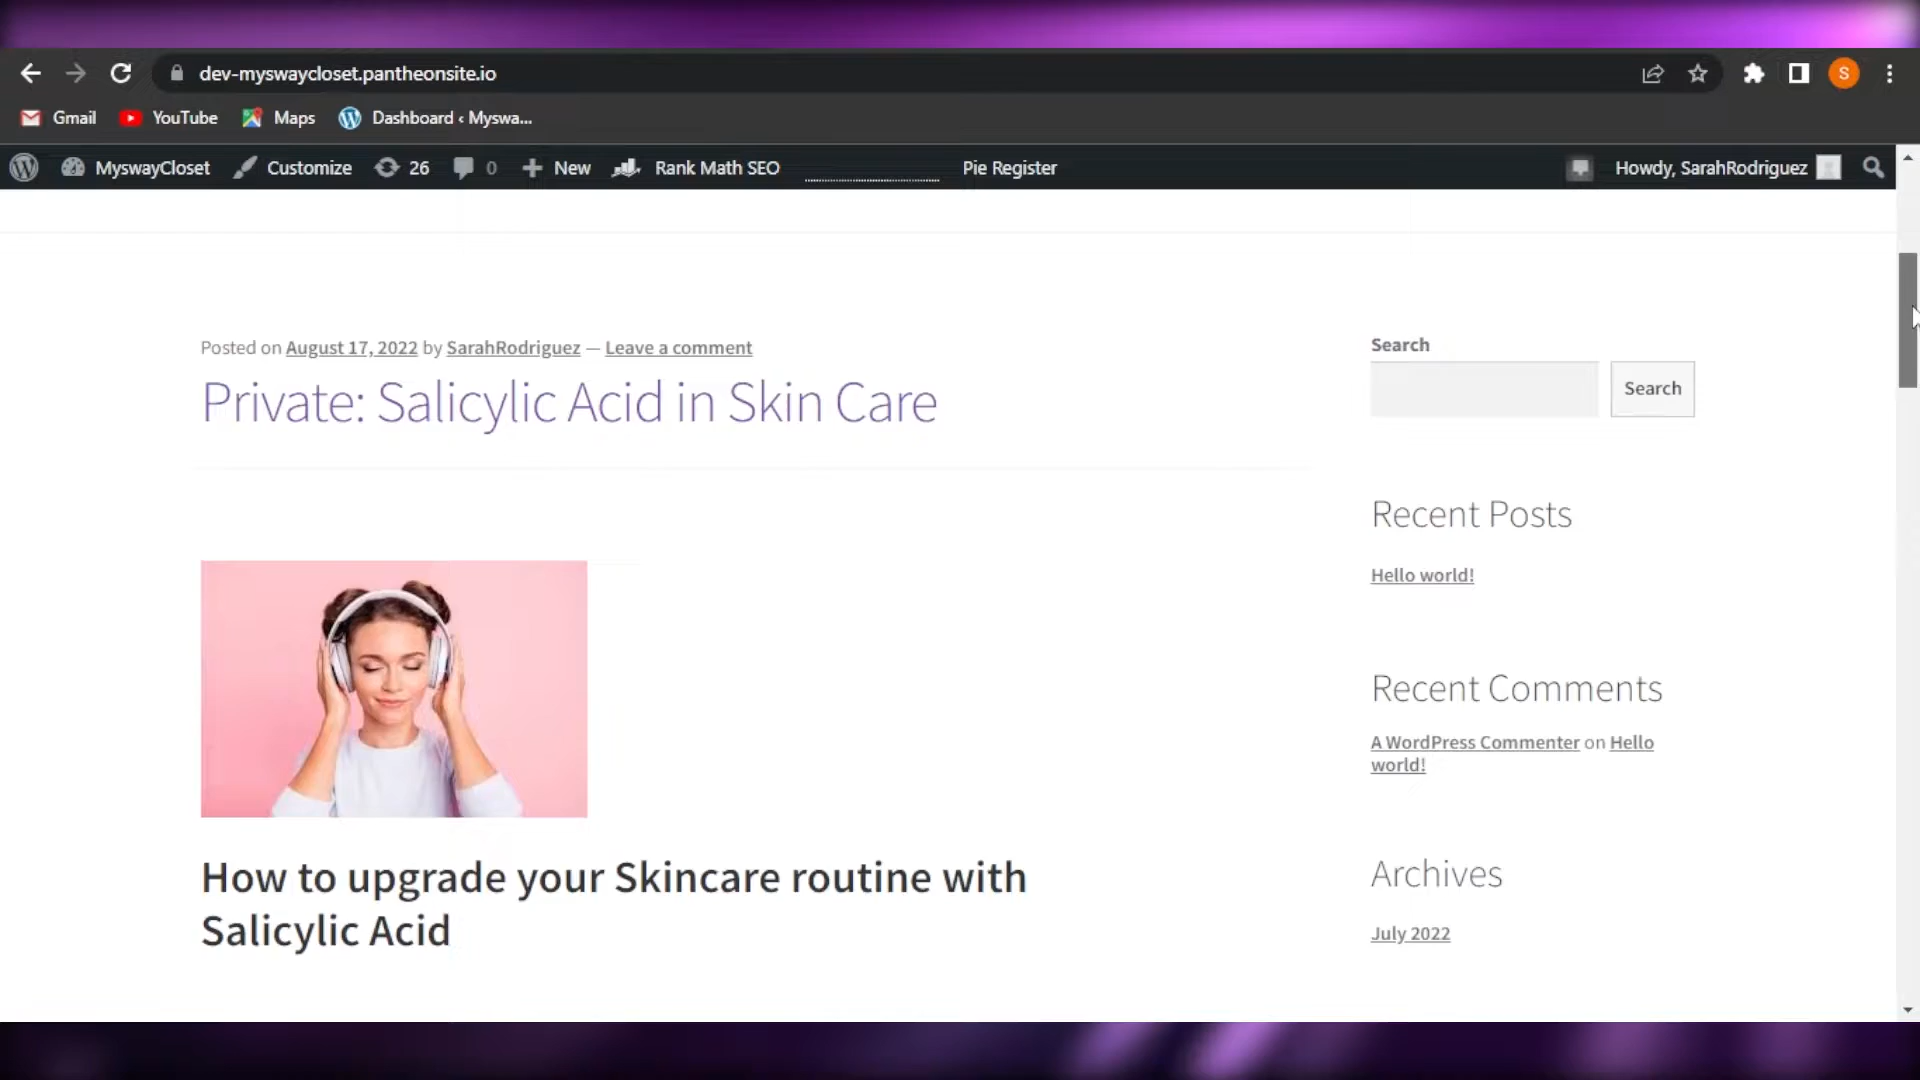 dev-myswaycloset.pantheonsite.io
S
Gmail
YouTube
Maps
Dashboard ‹ Myswa...
MyswayCloset
Customize
26
0
New
Rank Math SEO
Pie Register
Howdy, SarahRodriguez
Posted on August 17, 2022 by SarahRodriguez — Leave a comment
Private: Salicylic Acid in Skin Care
How to upgrade your Skincare routine with
Salicylic Acid
Search
Search
Recent Posts
Hello world!
Recent Comments
A WordPress Commenter on Hello
world!
Archives
July 2022